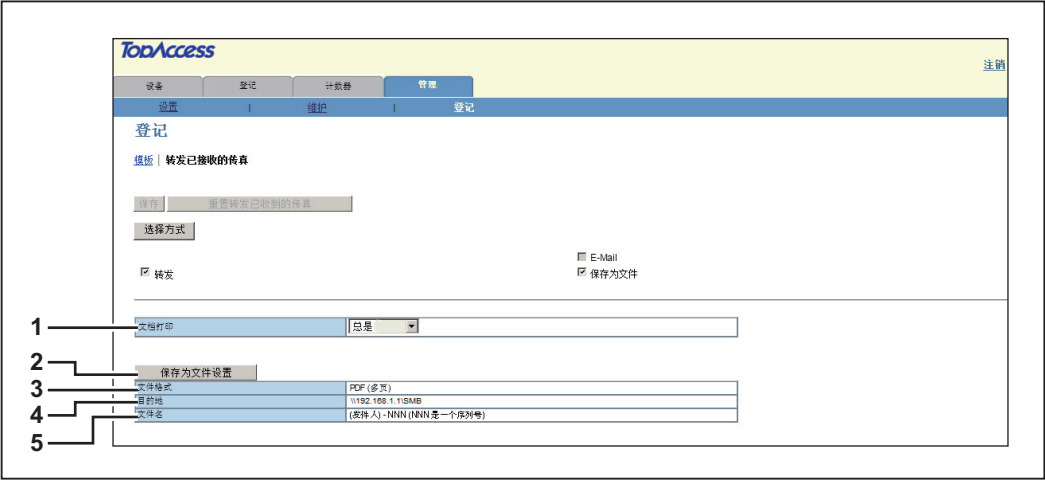 TopAccess
注销
设备 登记 计数器 管理
设置 | 维护 | 登记
登记
模板 | 转发已接收的传真
保存 重置转发已收到的传真
选择方式
E-Mail
转发 保存为文件
1 文档打印 总是
2 保存为文件设置
3 文件格式 PDF (多页)
4 目的地 \\192.168.1.1\SMB
5 文件名 (发件人) - NNN (NNN 是一个序列号)